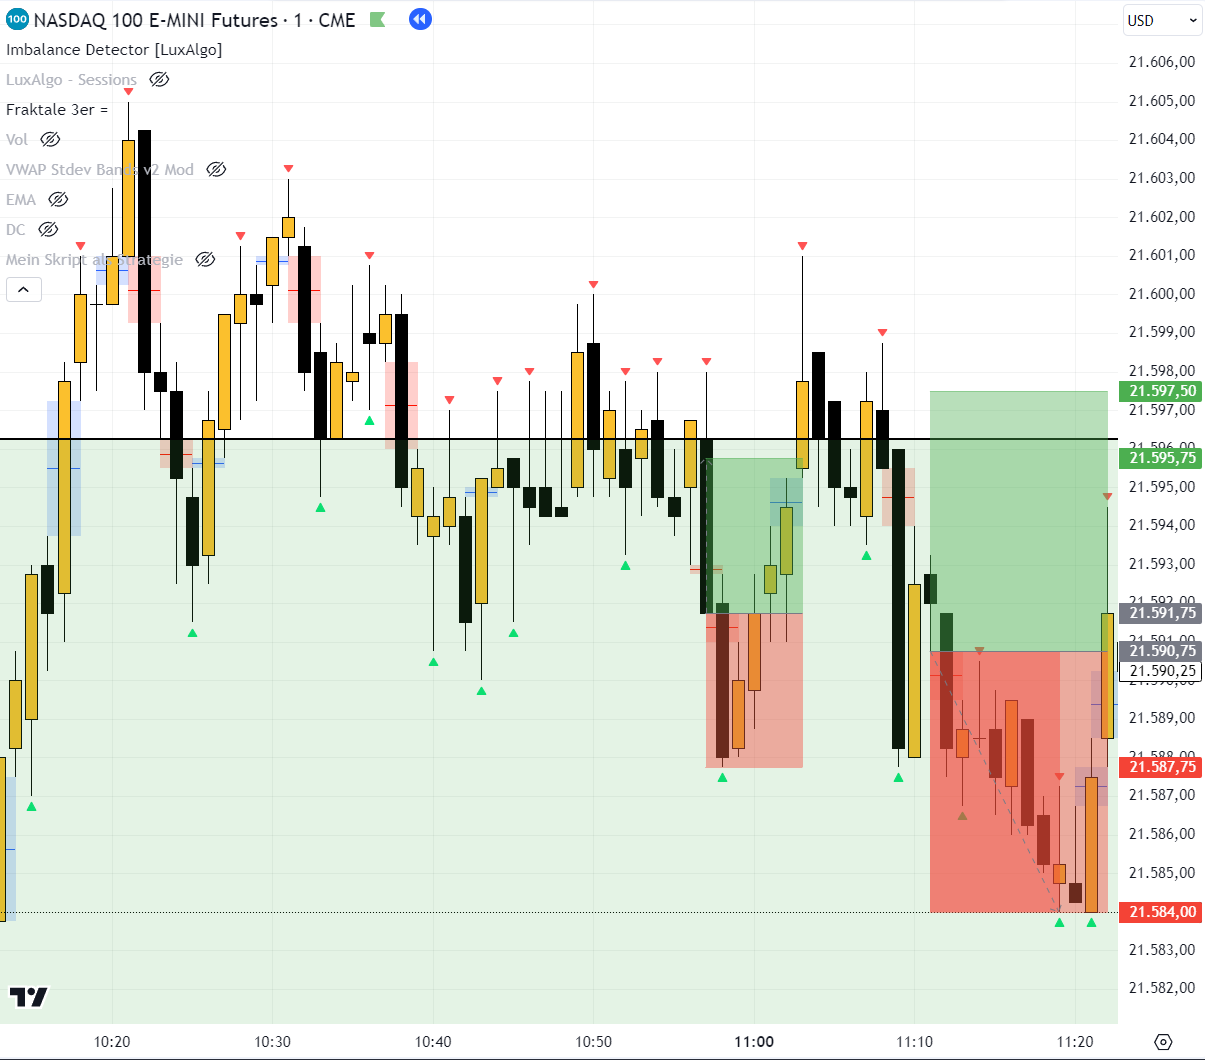 100 NASDAQ 100 E-MINI Futures · 1 · CME
USD
Imbalance Detector [LuxAlgo]
LuxAlgo - Sessions
Fraktale 3er =
Vol
VWAP Stdev Bands v2 Mod
EMA
DC
Mein Skript als Strategie
21.606,00
21.605,00
21.604,00
21.603,00
21.602,00
21.601,00
21.600,00
21.599,00
21.598,00
21.597,50
21.597,00
21.596,00
21.595,75
21.595,00
21.594,00
21.593,00
21.592,00
21.591,75
21.591,00
21.590,75
21.590,25
21.590,00
21.589,00
21.588,00
21.587,75
21.587,00
21.586,00
21.585,00
21.584,00
21.583,00
21.582,00
10:20 10:30 10:40 10:50 11:00 11:10 11:20